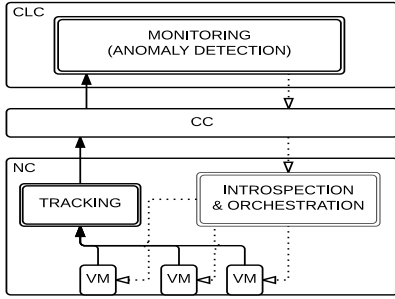 CLC
MONITORING
(ANOMALY DETECTION)
CC
NC
TRACKING
INTROSPECTION
& ORCHESTRATION
VM
VM
VM